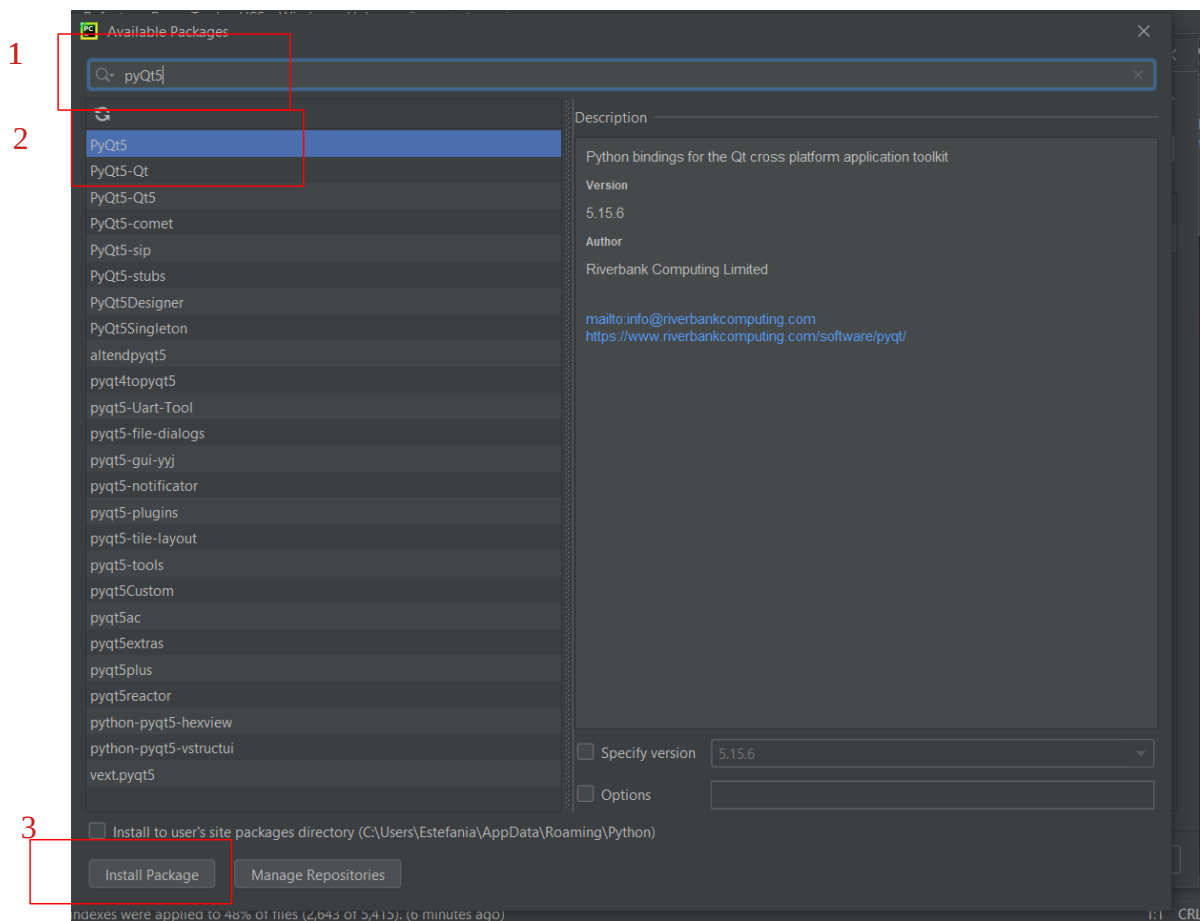 PC Available Packages
1
pyQt5
2
Description
PyQt5
PyQt5-Qt
PyQt5-Qt5
PyQt5-comet
PyQt5-sip
PyQt5-stubs
PyQt5Designer
PyQt5Singleton
altendpyqt5
pyqt4topyqt5
pyqt5-Uart-Tool
pyqt5-file-dialogs
pyqt5-gui-yyj
pyqt5-notificator
pyqt5-plugins
pyqt5-tile-layout
pyqt5-tools
pyqt5Custom
pyqt5ac
pyqt5extras
pyqt5plus
pyqt5reactor
python-pyqt5-hexview
python-pyqt5-vstructui
vext.pyqt5
Python bindings for the Qt cross platform application toolkit
Version
5.15.6
Author
Riverbank Computing Limited
mailto:info@riverbankcomputing.com
https://www.riverbankcomputing.com/software/pyqt/
Specify version 5.15.6
Options
3
Install to user's site packages directory (C:\Users\Estefania\AppData\Roaming\Python)
Install Package Manage Repositories
indexes were applied to 48% of files (2,643 of 5,415). (6 minutes ago) 1:1 CRL